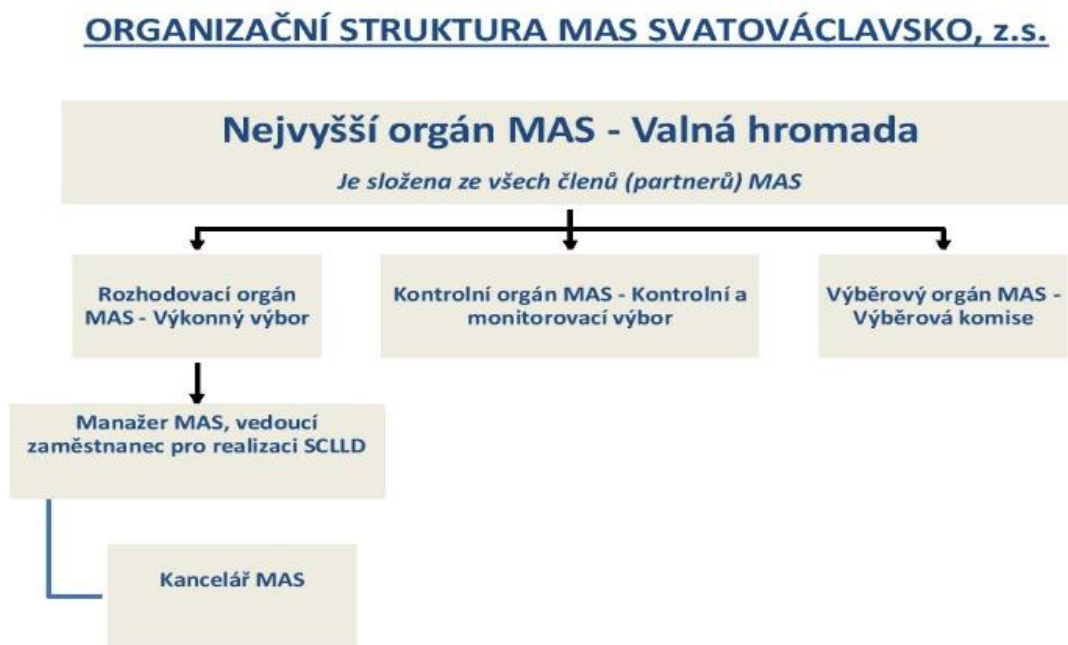 ORGANIZAČNÍ STRUKTURA MAS SVATOVÁCLAVSKO, z.s.
Nejvyšší orgán MAS - Valná hromada
Je složena ze všech členů (partnerů) MAS
Rozhodovací orgán
MAS - Výkonný výbor
Kontrolní orgán MAS - Kontrolní a
monitorovací výbor
Výběrový orgán MAS -
Výběrová komise
Manažer MAS, vedoucí
zaměstnanec pro realizaci SCLLD
Kancelář MAS